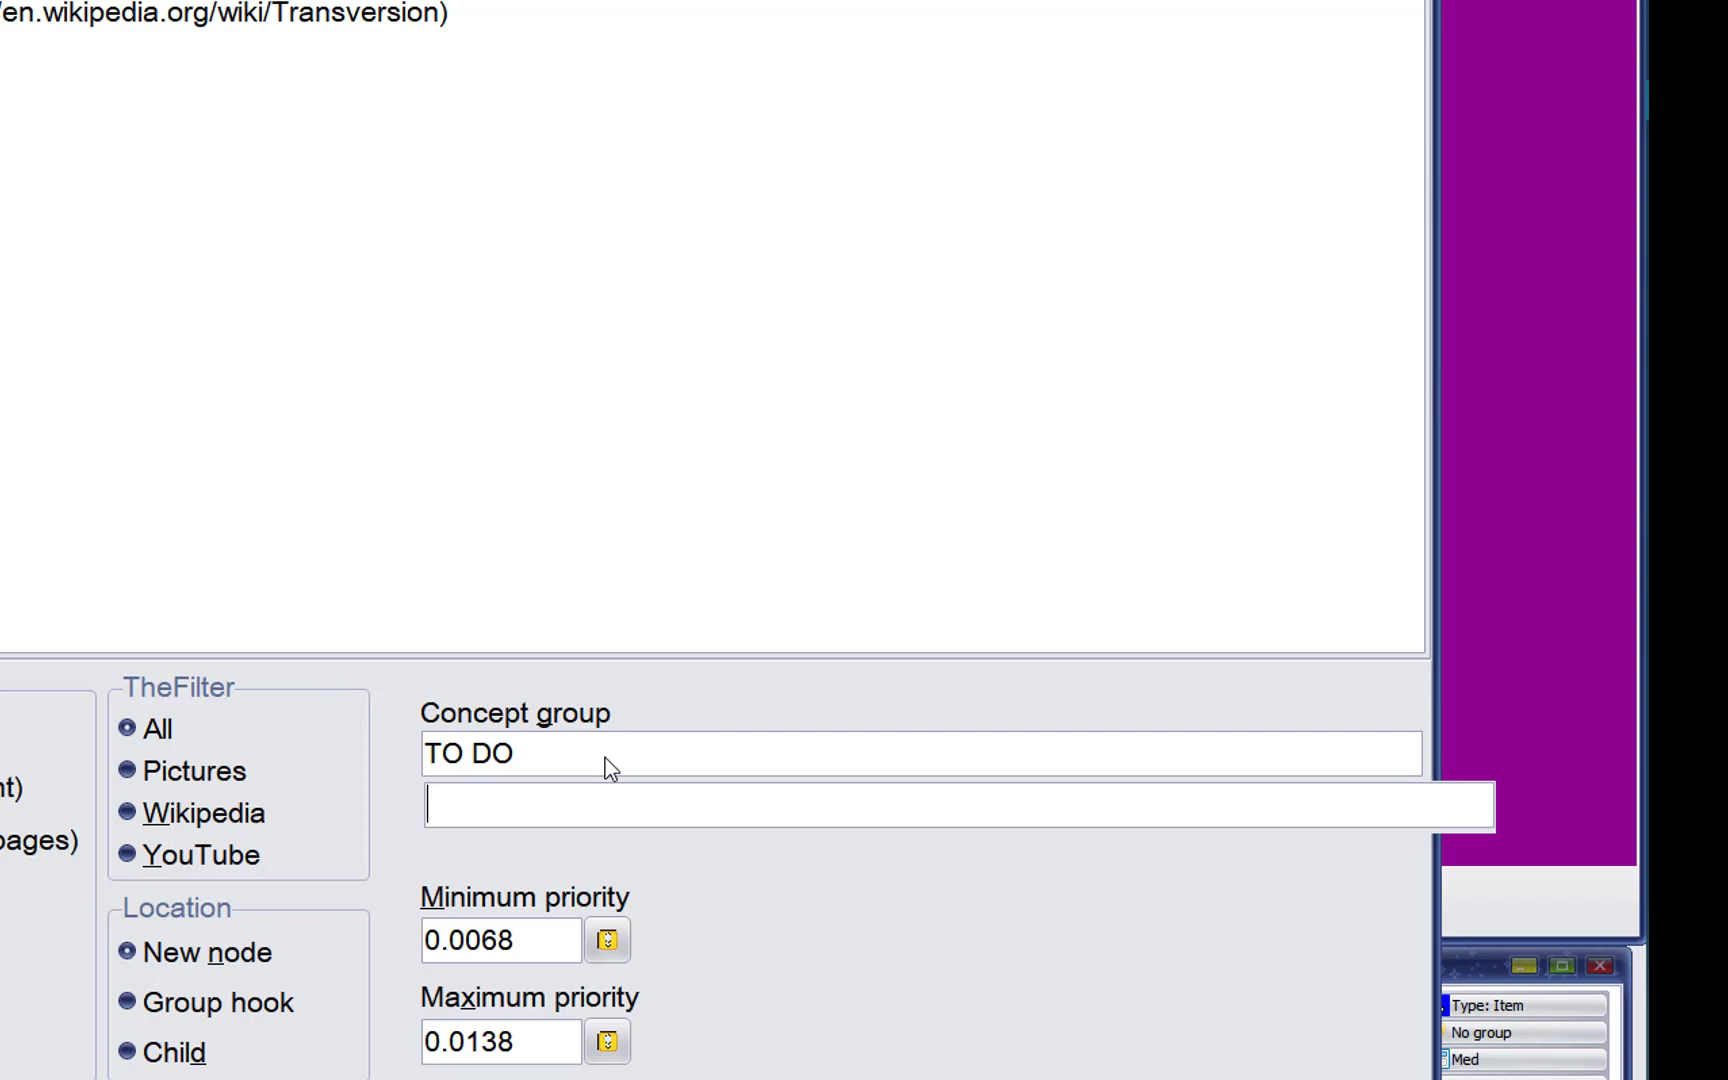 /en.wikipedia.org/wiki/Transversion)
TheFilter
All
Pictures
Wikipedia
YouTube
nt)
pages)
Location
New node
Group hook
Child
Concept group
TO DO
Minimum priority
0.0068
Maximum priority
0.0138
Type: Item
No group
Med